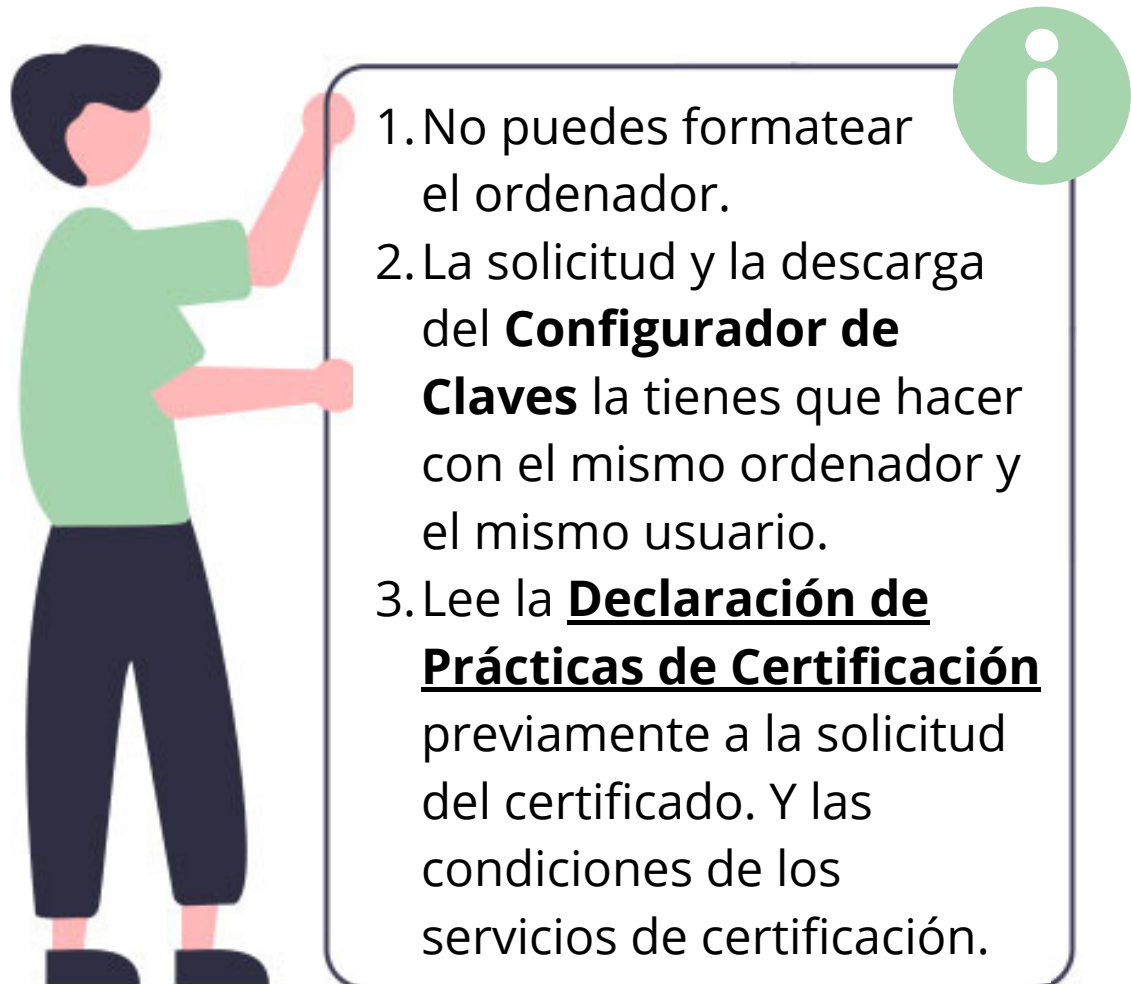 1. No puedes formatear
el ordenador.
2. La solicitud y la descarga
del Configurador de
Claves la tienes que hacer
con el mismo ordenador y
el mismo usuario.
3. Lee la Declaración de
Prácticas de Certificación
previamente a la solicitud
del certificado. Y las
condiciones de los
servicios de certificación.